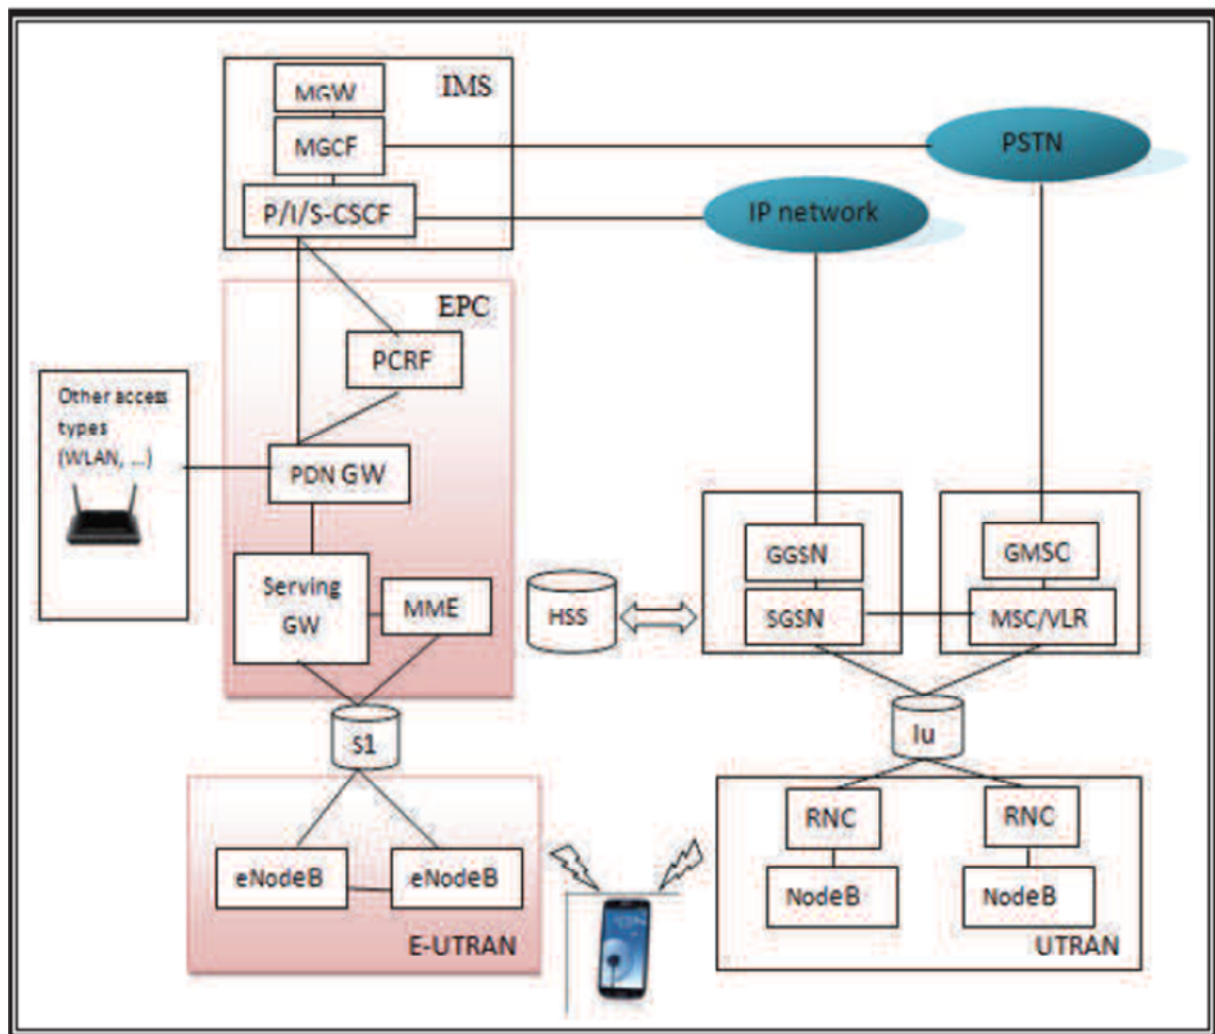 IMS
MGW
MGCF
P/I/S-CSCF
PSTN
IP network
EPC
PCRF
Other access
types
(WLAN, ...)
PDN GW
Serving
GW
MME
HSS
GGSN
SGSN
GMSC
MSC/VLR
S1
Iu
eNodeB
eNodeB
E-UTRAN
RNC
RNC
NodeB
NodeB
UTRAN